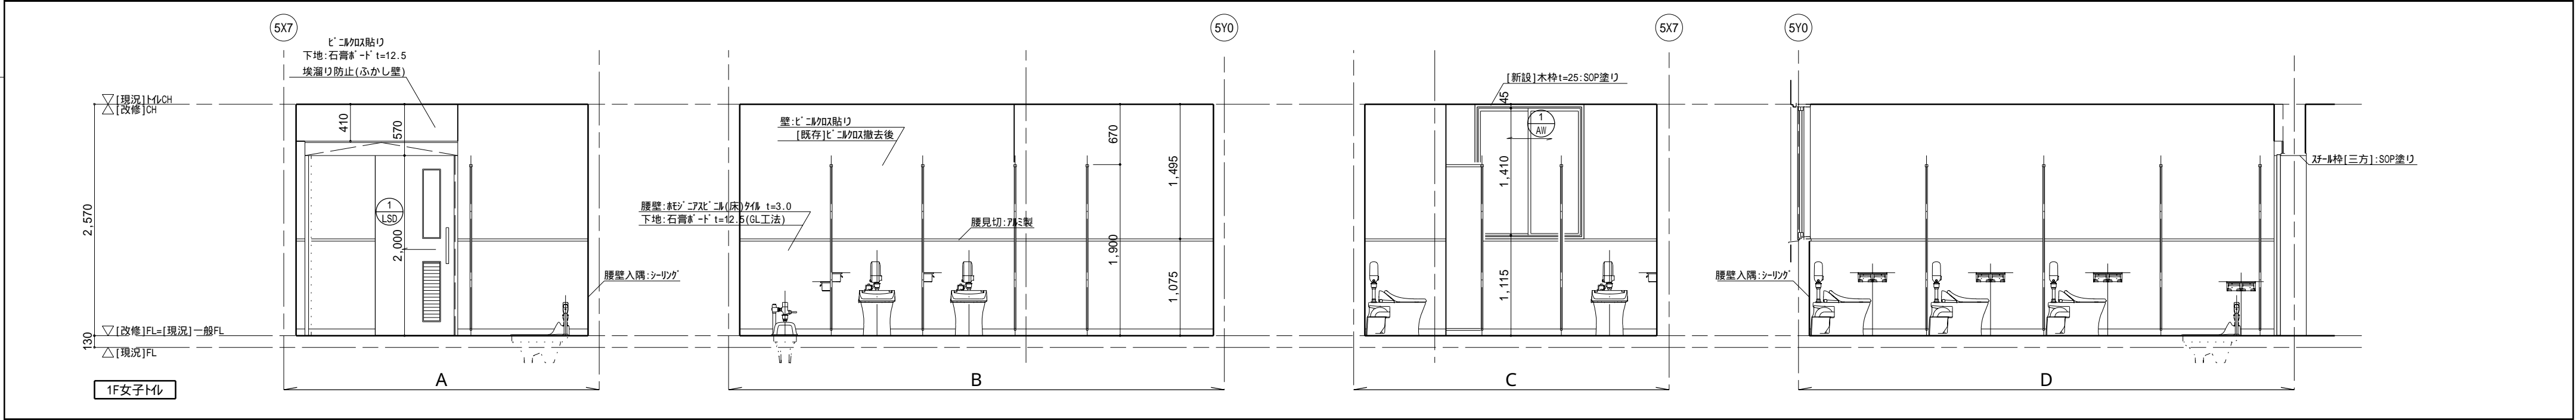 5X7
5Y0
5X7
5Y0
ﾋﾞﾆﾙｸﾛｽ貼り
下地:石膏ﾎﾞｰﾄﾞt=12.5
埃溜り防止(ふかし壁)
[現況]ﾄｲﾚCH
[改修]CH
410
570
1
LSD
2,000
2,570
130
[改修]FL=[現況]一般FL
[現況]FL
腰壁入隅:ｼｰﾘﾝｸﾞ
A
壁:ﾋﾞﾆﾙｸﾛｽ貼り
[既存]ﾋﾞﾆﾙｸﾛｽ撤去後
腰壁:ﾎﾓｼﾞﾆｱｽﾋﾞﾆﾙ(床)ﾀｲﾙ t=3.0
下地:石膏ﾎﾞｰﾄﾞt=12.5(GL工法)
腰見切:ｱﾙﾐ製
670
1,900
1,495
1,075
B
[新設]木枠t=25:SOP塗り
45
1
AW
1,410
1,115
C
腰壁入隅:ｼｰﾘﾝｸﾞ
ｽﾁｰﾙ枠[三方]:SOP塗り
D
1F女子ﾄｲﾚ